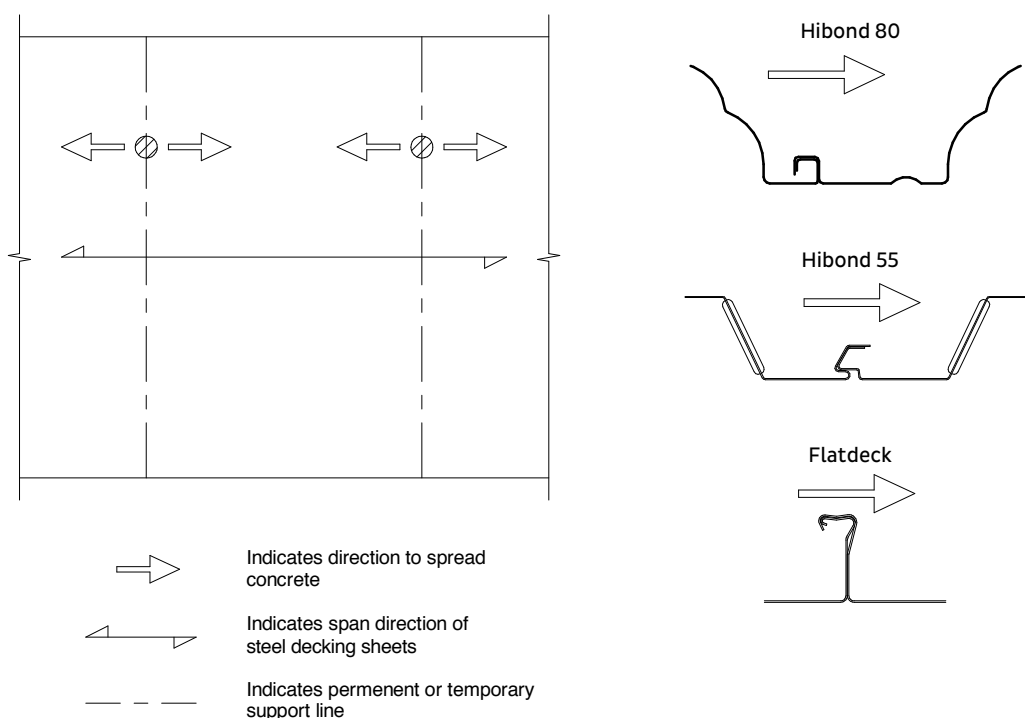 Hibond 80
Hibond 55
Flatdeck
Indicates direction to spread
concrete
Indicates span direction of
steel decking sheets
Indicates permenent or temporary
support line